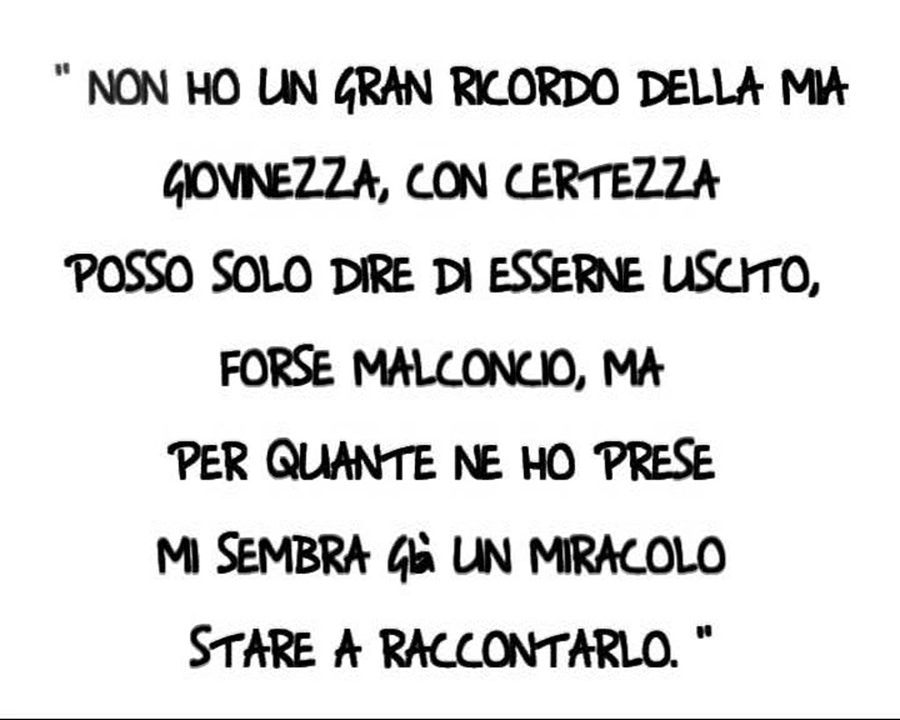 " NON HO UN GRAN RICORDO DELLA MIA
GIOVINEZZA, CON CERTEZZA
POSSO SOLO DIRE DI ESSERNE USCITO,
FORSE MALCONCIO, MA
PER QUANTE NE HO PRESE
MI SEMBRA Già UN MIRACOLO
STARE A RACCONTARLO. "